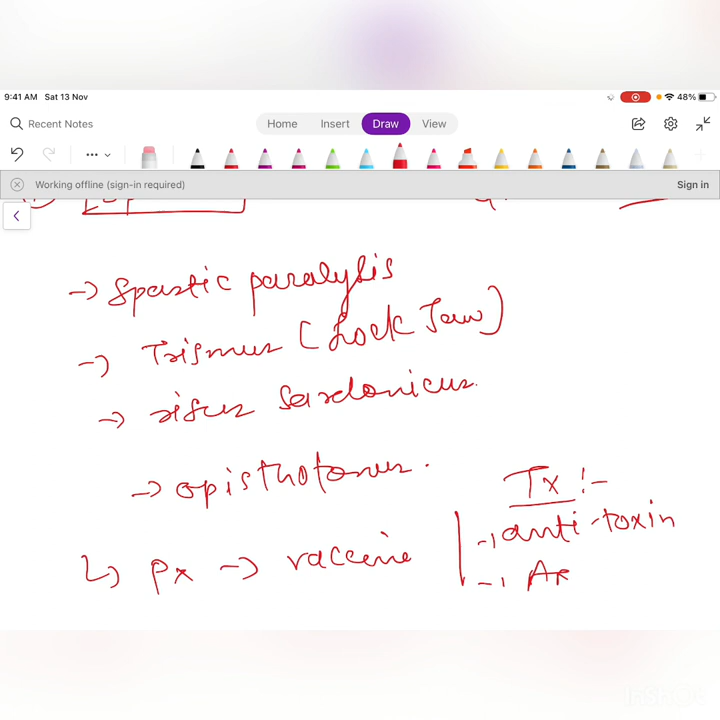 9:41 AM Sat 13 Nov
48%
Recent Notes
Home Insert Draw View
Working offline (sign-in required)
Sign in
→ Spastic paralysis
→ Trismus (Lock Jaw)
→ risus Sardonicus.
→ opisthotonus.
Tx :-
→ anti-toxin
→ Px → vaccine